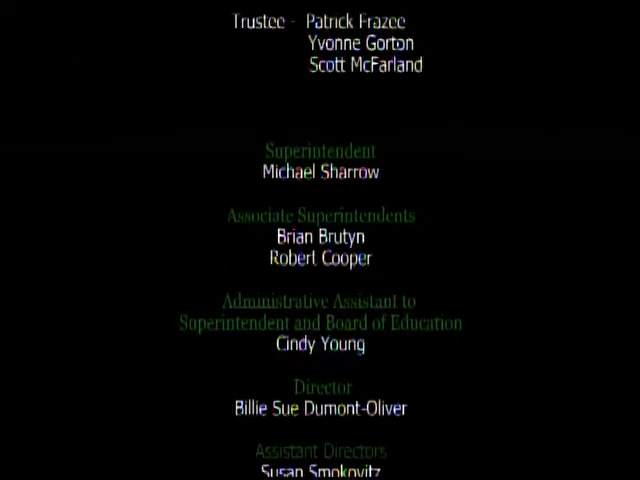 Trustee - Patrick Frazee
Yvonne Gorton
Scott McFarland
Superintendent
Michael Sharrow
Associate Superintendents
Brian Brutyn
Robert Cooper
Administrative Assistant to
Superintendent and Board of Education
Cindy Young
Director
Billie Sue Dumont-Oliver
Assistant Directors
Susan Smokovitz